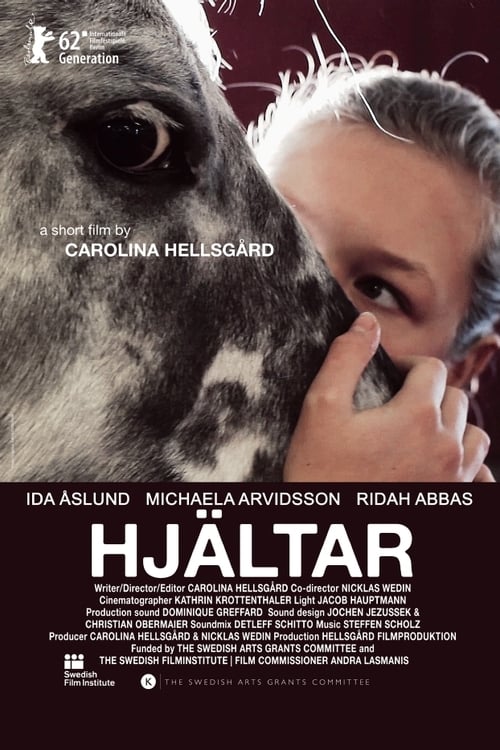 62° Internationale
Filmfestspiele
Berlin
Generation
a short film by
CAROLINA HELLSGÅRD
IDA ÅSLUND MICHAELA ARVIDSSON RIDAH ABBAS
HJÄLTAR
Writer/Director/Editor CAROLINA HELLSGÅRD Co-director NICKLAS WEDIN
Cinematographer KATHRIN KROTTENTHALER Light JACOB HAUPTMANN
Production sound DOMINIQUE GREFFARD Sound design JOCHEN JEZUSSEK &
CHRISTIAN OBERMAIER Soundmix DETLEFF SCHITTO Music STEFFEN SCHOLZ
Producer CAROLINA HELLSGÅRD & NICKLAS WEDIN Production HELLSGÅRD FILMPRODUKTION
Funded by THE SWEDISH ARTS GRANTS COMMITTEE and
THE SWEDISH FILMINSTITUTE | FILM COMMISSIONER ANDRA LASMANIS
Swedish
Film Institute
K THE SWEDISH ARTS GRANTS COMMITTEE